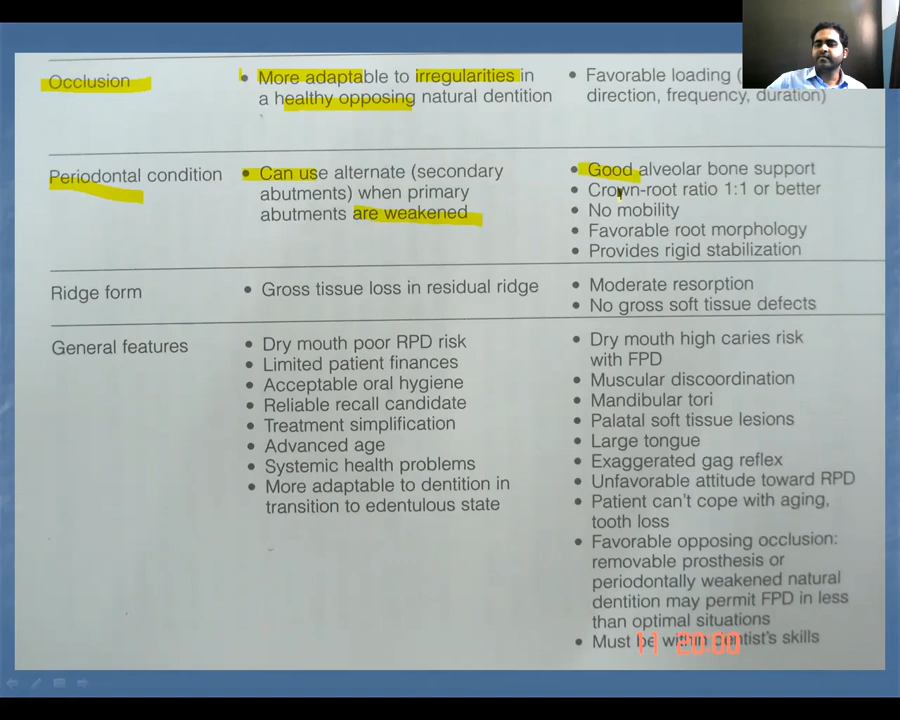 Occlusion
• More adaptable to irregularities in
a healthy opposing natural dentition
• Favorable loading (
direction, frequency, duration)
Periodontal condition
• Can use alternate (secondary
abutments) when primary
abutments are weakened
• Good alveolar bone support
• Crown-root ratio 1:1 or better
• No mobility
• Favorable root morphology
• Provides rigid stabilization
Ridge form
• Gross tissue loss in residual ridge
• Moderate resorption
• No gross soft tissue defects
General features
• Dry mouth poor RPD risk
• Limited patient finances
• Acceptable oral hygiene
• Reliable recall candidate
• Treatment simplification
• Advanced age
• Systemic health problems
• More adaptable to dentition in
transition to edentulous state
• Dry mouth high caries risk
with FPD
• Muscular discoordination
• Mandibular tori
• Palatal soft tissue lesions
• Large tongue
• Exaggerated gag reflex
• Unfavorable attitude toward RPD
• Patient can't cope with aging,
tooth loss
• Favorable opposing occlusion:
removable prosthesis or
periodontally weakened natural
dentition may permit FPD in less
than optimal situations
• Must be within dentist's skills
11 20:00